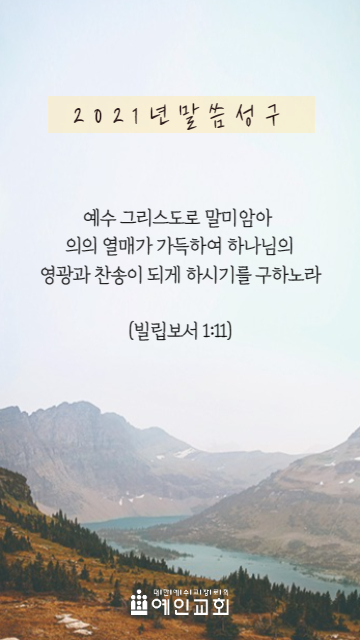 2021년말씀성구
예수 그리스도로 말미암아
의의 열매가 가득하여 하나님의
영광과 찬송이 되게 하시기를 구하노라
(빌립보서 1:11)
예인교회